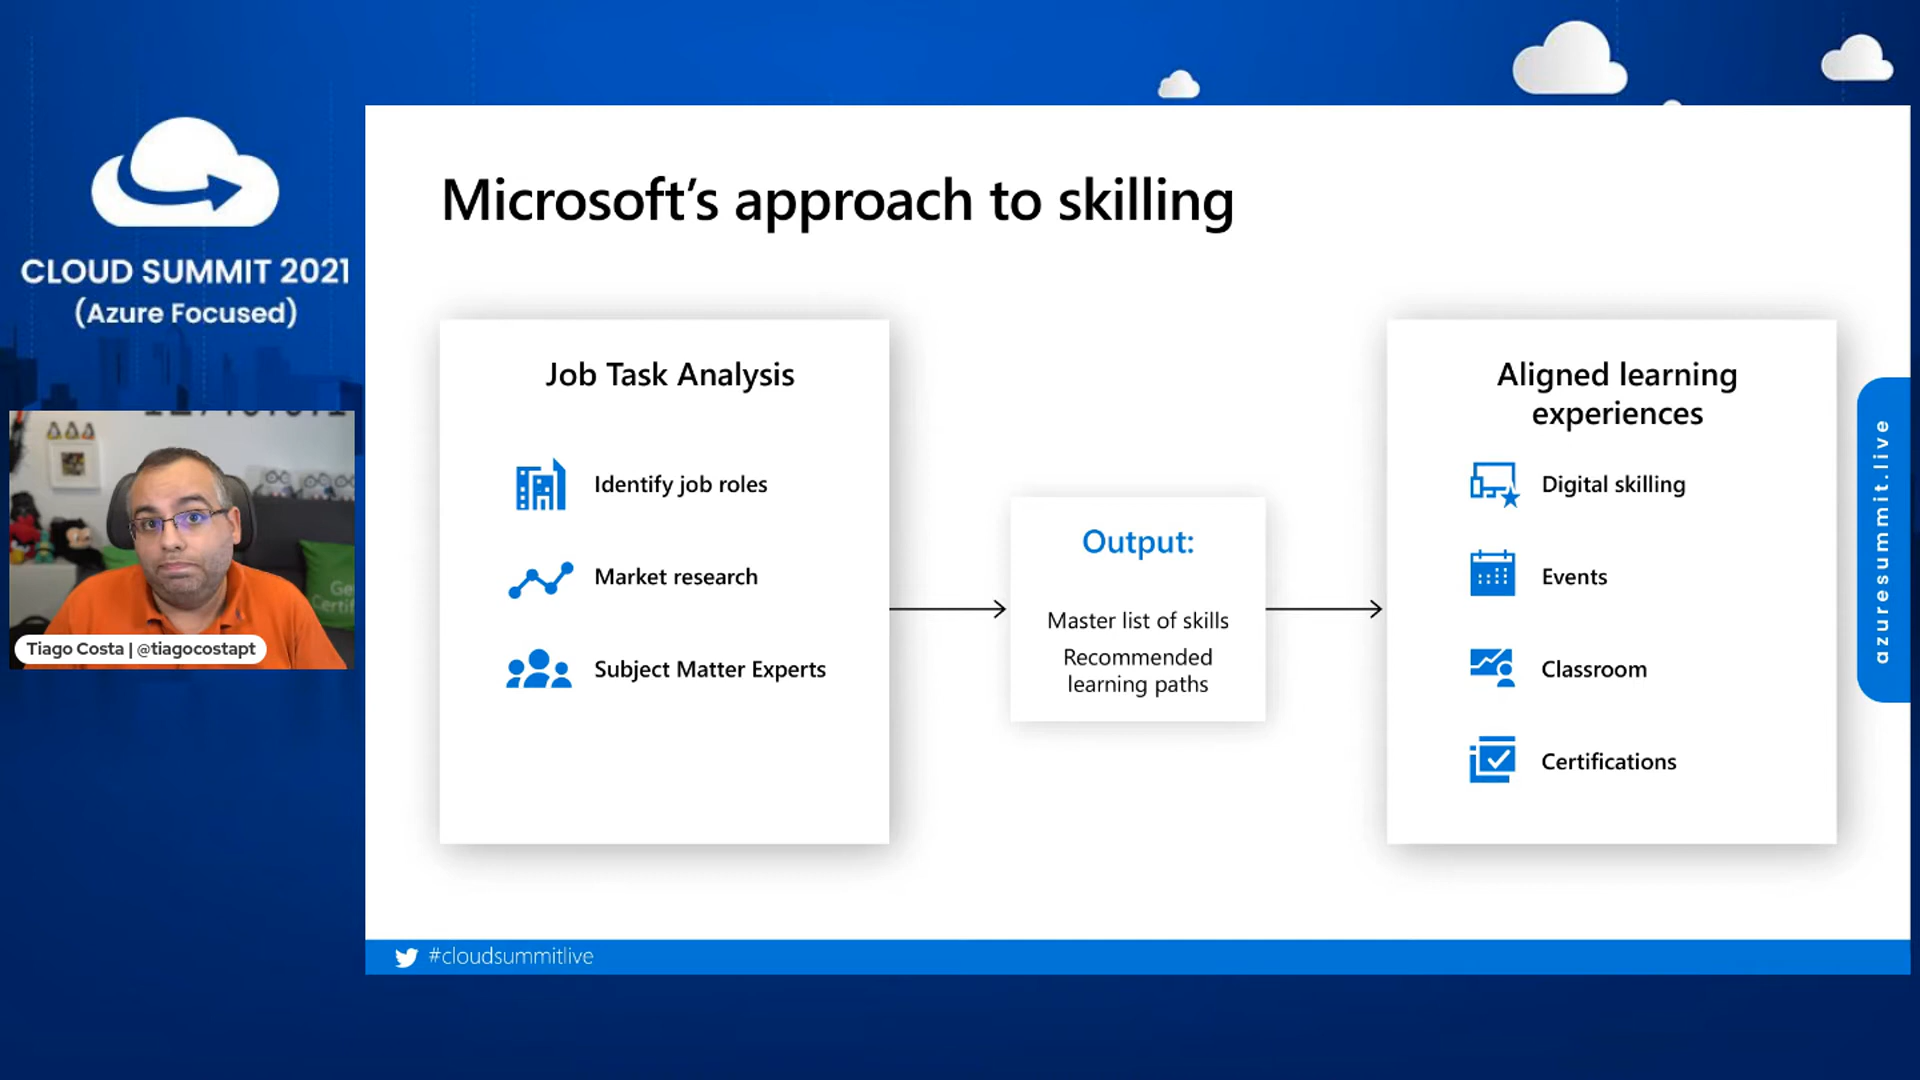 CLOUD SUMMIT 2021
(Azure Focused)
Tiago Costa | @tiagocostapt
Microsoft's approach to skilling
Job Task Analysis
Identify job roles
Market research
Subject Matter Experts
Output:
Master list of skills
Recommended
learning paths
Aligned learning
experiences
Digital skilling
Events
Classroom
Certifications
azuresummit.live
#cloudsummitlive